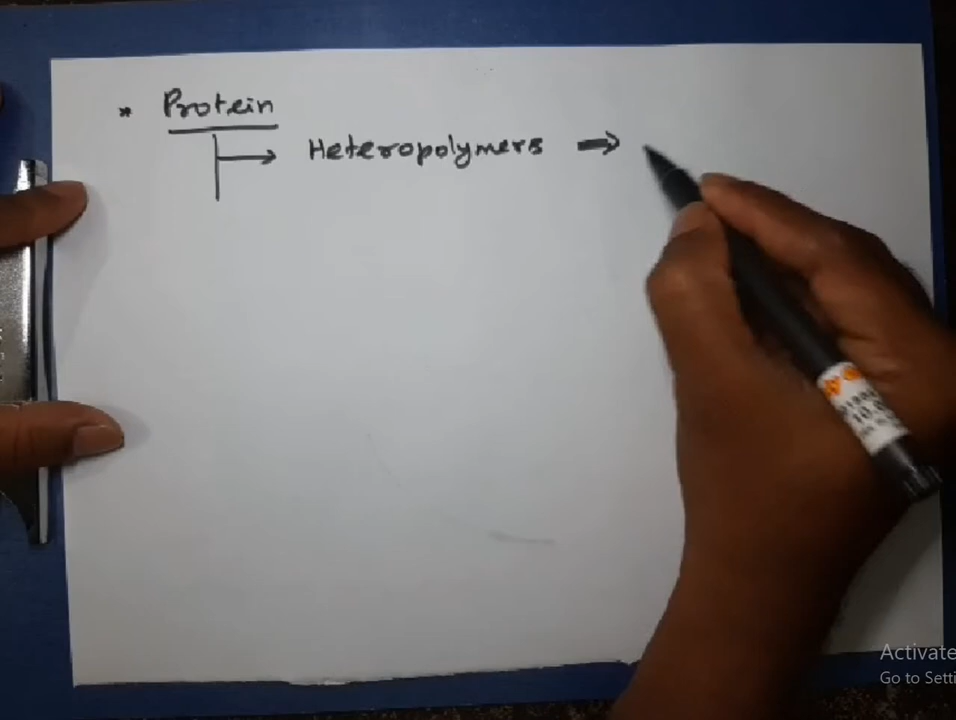 * Protein
Heteropolymers
Activate
Go to Setti